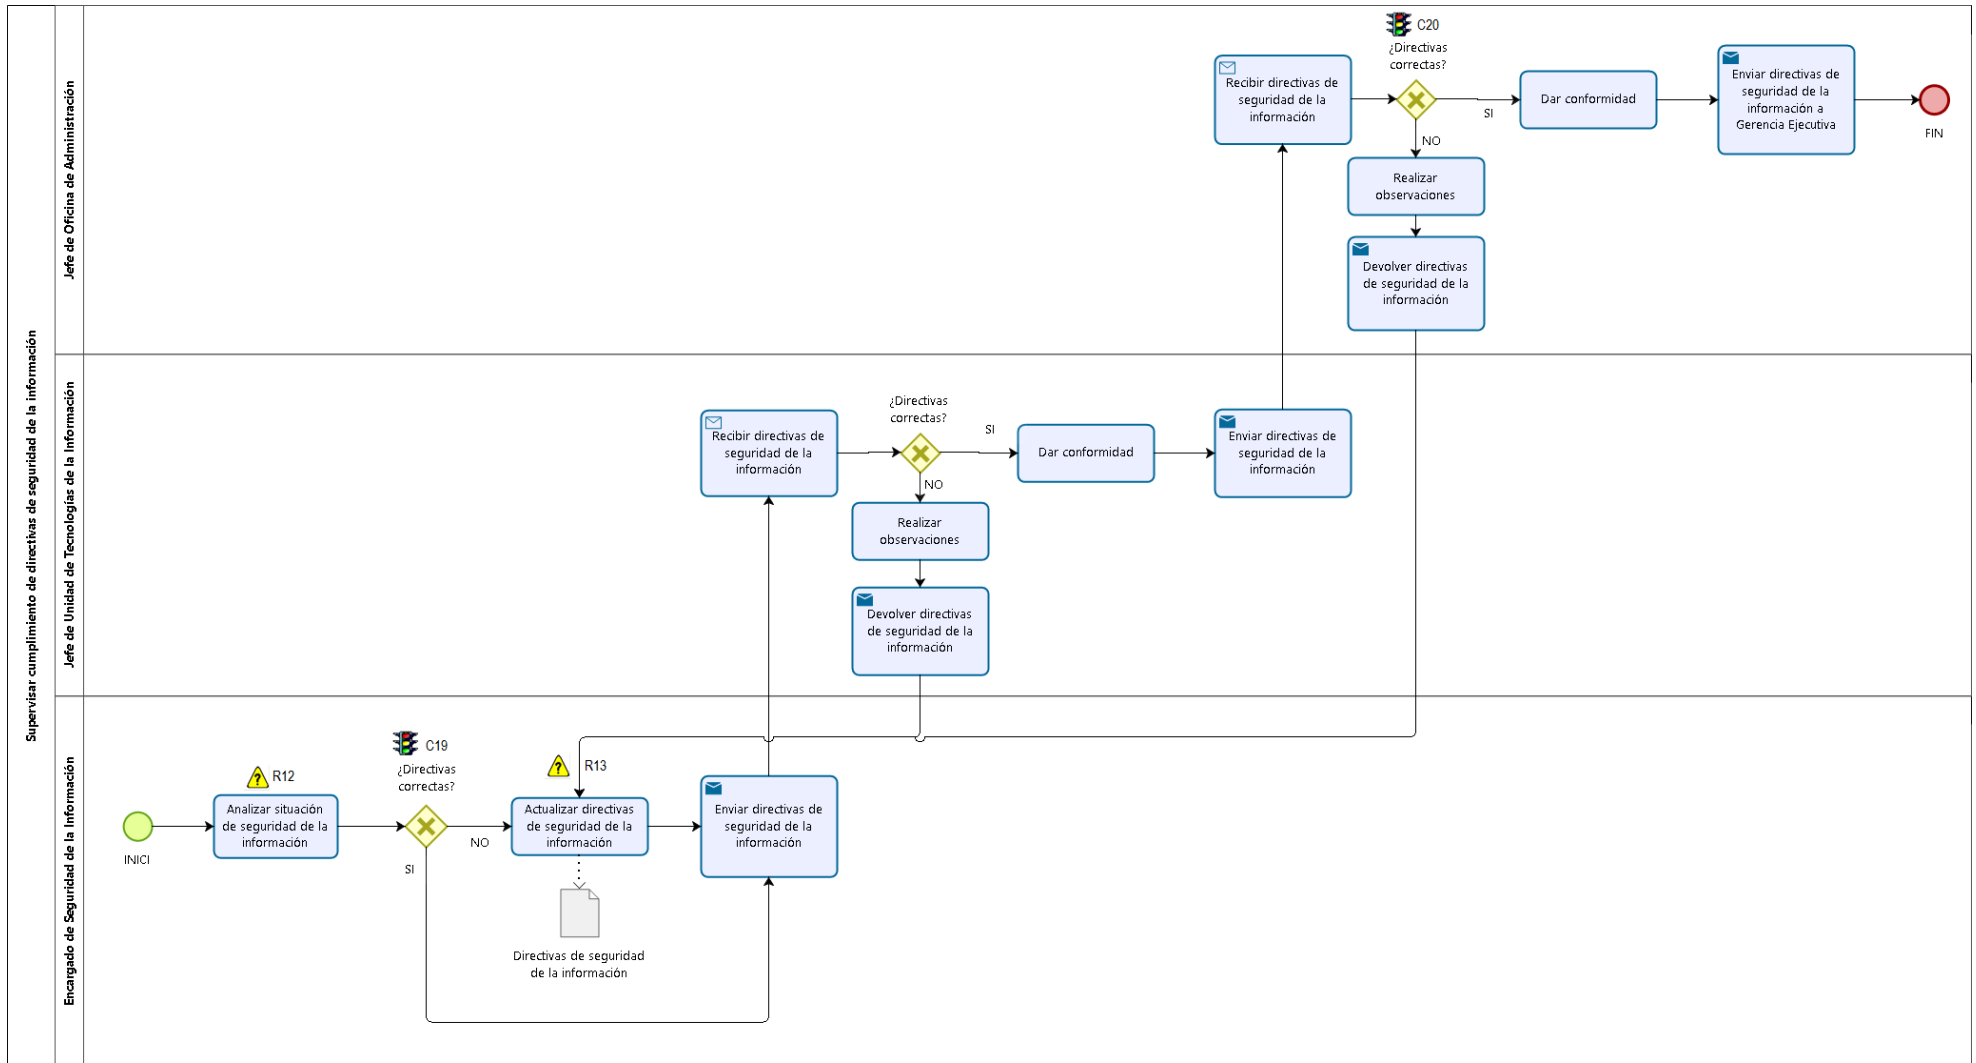 Supervisar cumplimiento de directivas de seguridad de la información
Jefe de Oficina de Administración
C20
¿Directivas
correctas?
Recibir directivas de
seguridad de la
información
SI
NO
Dar conformidad
Enviar directivas de
seguridad de la
información a
Gerencia Ejecutiva
FIN
Realizar
observaciones
Devolver directivas
de seguridad de la
información
Jefe de Unidad de Tecnologías de la Información
Recibir directivas de
seguridad de la
información
¿Directivas
correctas?
SI
NO
Dar conformidad
Enviar directivas de
seguridad de la
información
Realizar
observaciones
Devolver directivas
de seguridad de la
información
Encargado de Seguridad de la Información
INICI
R12
Analizar situación
de seguridad de la
información
C19
¿Directivas
correctas?
NO
SI
R13
Actualizar directivas
de seguridad de la
información
Enviar directivas de
seguridad de la
información
Directivas de seguridad
de la información